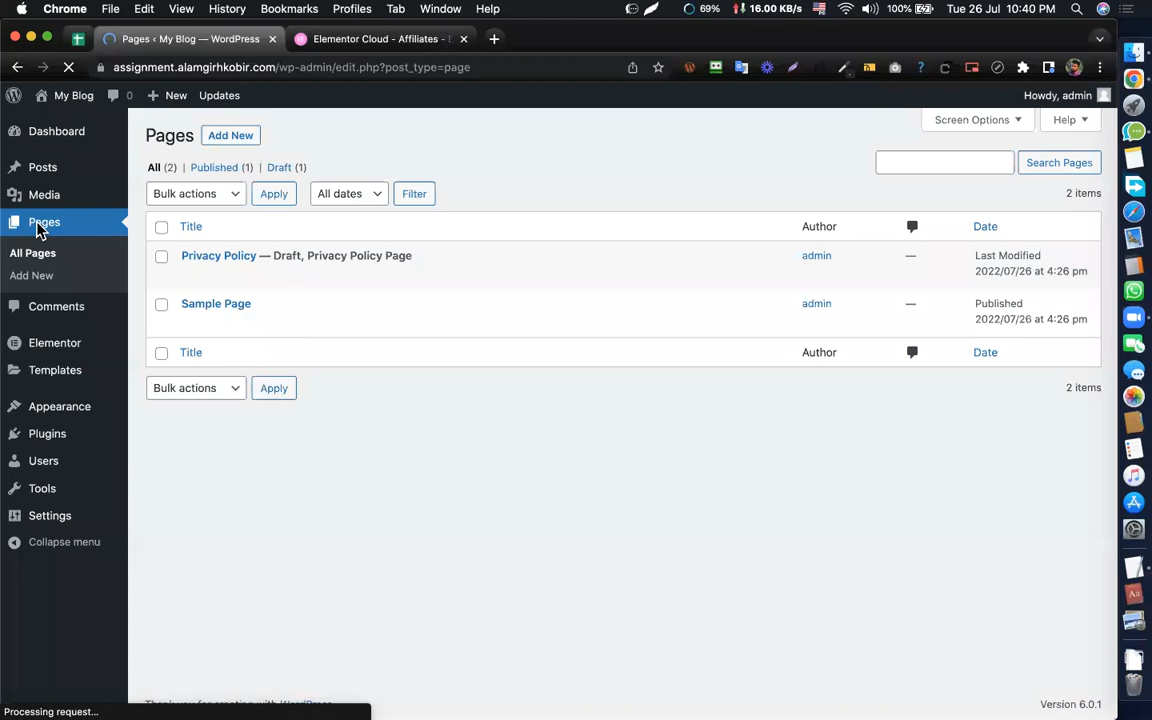 Chrome File Edit View History Bookmarks Profiles Tab Window Help 69% 16.00 KB/s 100% Tue 26 Jul 10:40 PM
Pages ‹ My Blog — WordPress Elementor Cloud - Affiliates -
assignment.alamgirhkobir.com/wp-admin/edit.php?post_type=page
My Blog 0 New Updates Howdy, admin
Dashboard
Posts
Media
Pages
All Pages
Add New
Comments
Elementor
Templates
Appearance
Plugins
Users
Tools
Settings
Collapse menu
Pages Add New Screen Options Help
All (2) | Published (1) | Draft (1) Search Pages
Bulk actions Apply All dates Filter 2 items
Title Author Date
Privacy Policy — Draft, Privacy Policy Page admin — Last Modified
2022/07/26 at 4:26 pm
Sample Page admin — Published
2022/07/26 at 4:26 pm
Title Author Date
Bulk actions Apply 2 items
Version 6.0.1
Processing request...